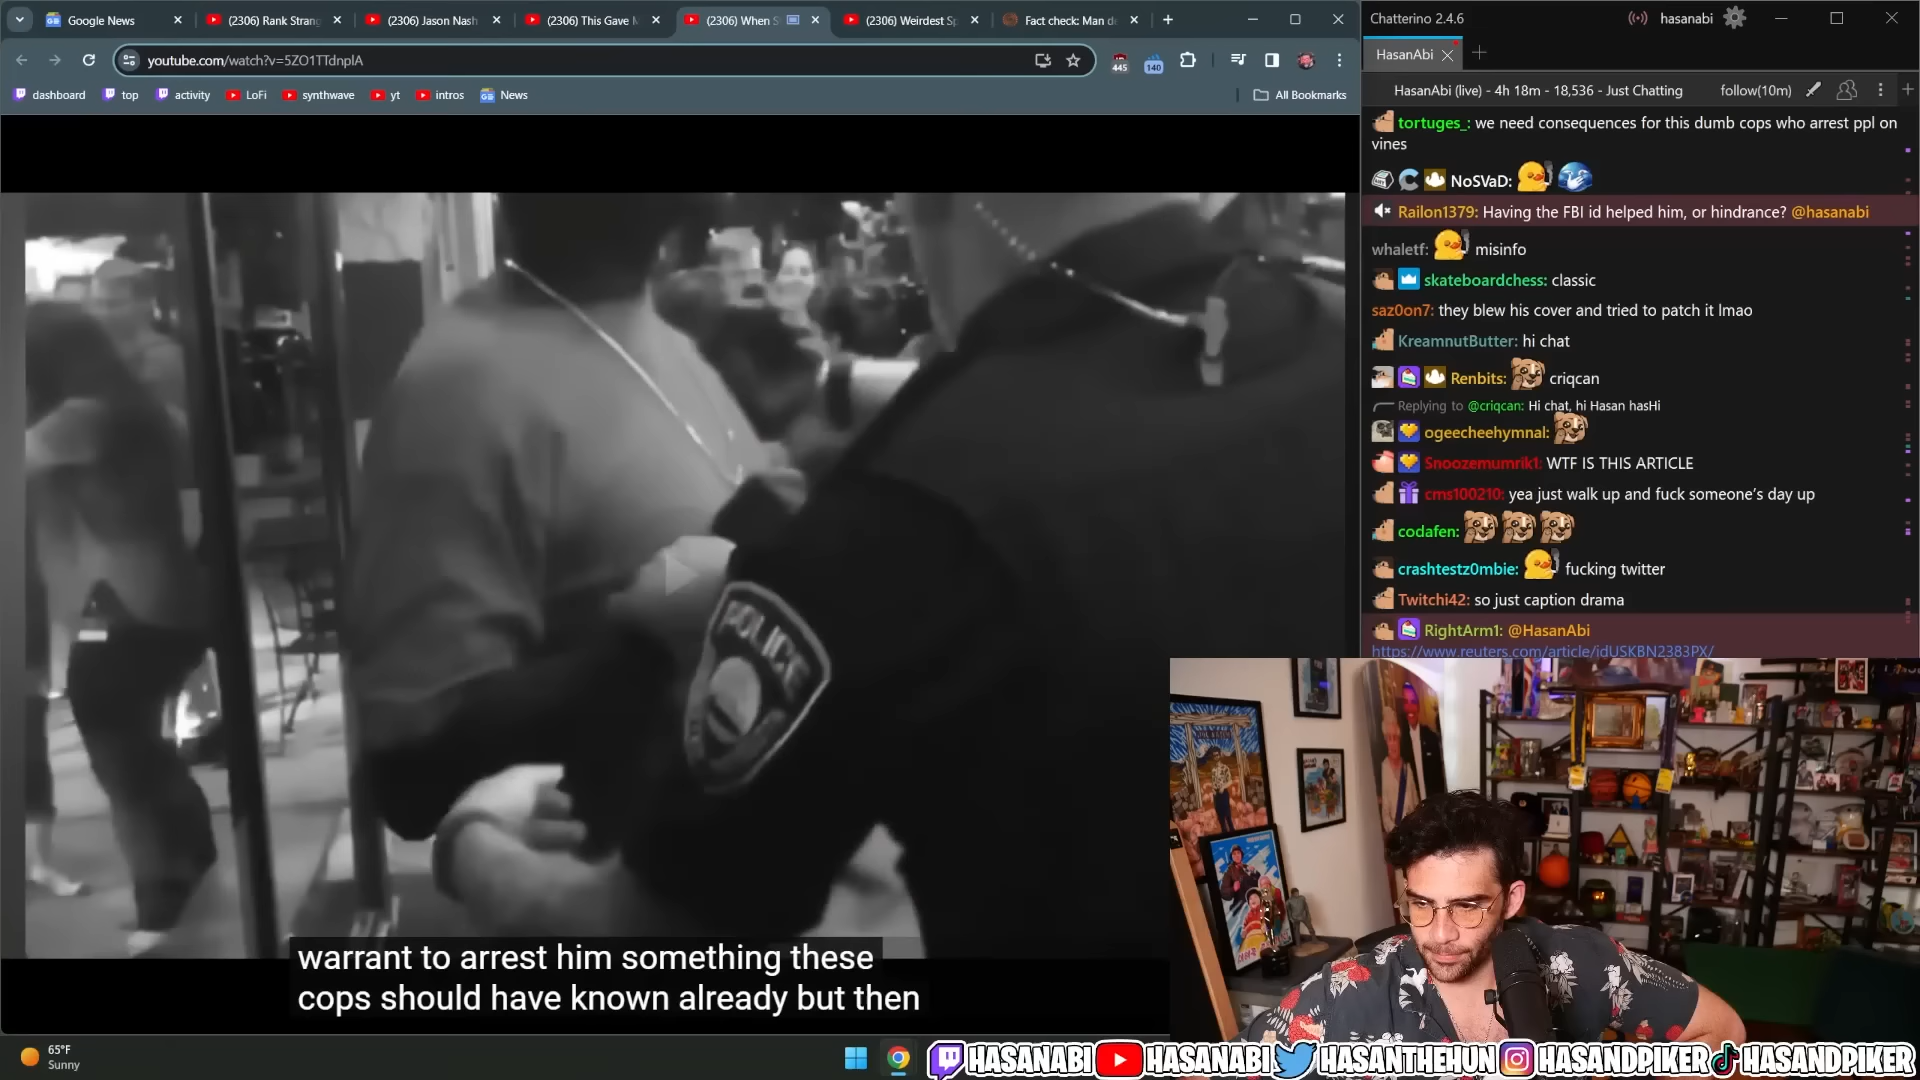 Google News
(2306) Rank Strang
(2306) Jason Nash
(2306) This Gave M
(2306) When S
(2306) Weirdest Sp
Fact check: Man de
youtube.com/watch?v=5ZO1TTdnplA
445
140
dashboard
top
activity
LoFi
synthwave
yt
intros
News
All Bookmarks
POLICE
warrant to arrest him something these
cops should have known already but then
Chatterino 2.4.6
hasanabi
HasanAbi
HasanAbi (live) - 4h 18m - 18,536 - Just Chatting
follow(10m)
tortuges_: we need consequences for this dumb cops who arrest ppl on
vines
NoSVaD:
Railon1379: Having the FBI id helped him, or hindrance? @hasanabi
whaletf: misinfo
skateboardchess: classic
saz0on7: they blew his cover and tried to patch it lmao
KreamnutButter: hi chat
Renbits: criqcan
Replying to @criqcan: Hi chat, hi Hasan hasHi
ogeecheehymnal:
Snoozemumrik1: WTF IS THIS ARTICLE
cms100210: yea just walk up and fuck someone's day up
codafen:
crashtestz0mbie: fucking twitter
Twitchi42: so just caption drama
RightArm1: @HasanAbi
https://www.reuters.com/article/idUSKBN2383PX/
65°F
Sunny
HASANABI
HASANABI
HASANTHEHUN
HASANDPIKER
HASANDPIKER